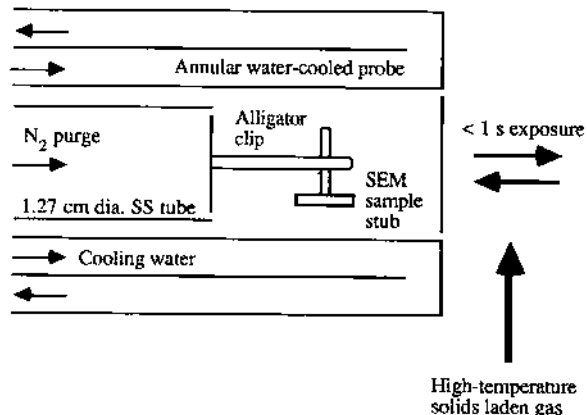 Annular water-cooled probe
Alligator
clip
N2 purge
< 1 s exposure
SEM
sample
stub
1.27 cm dia. SS tube
Cooling water
High-temperature
solids laden gas